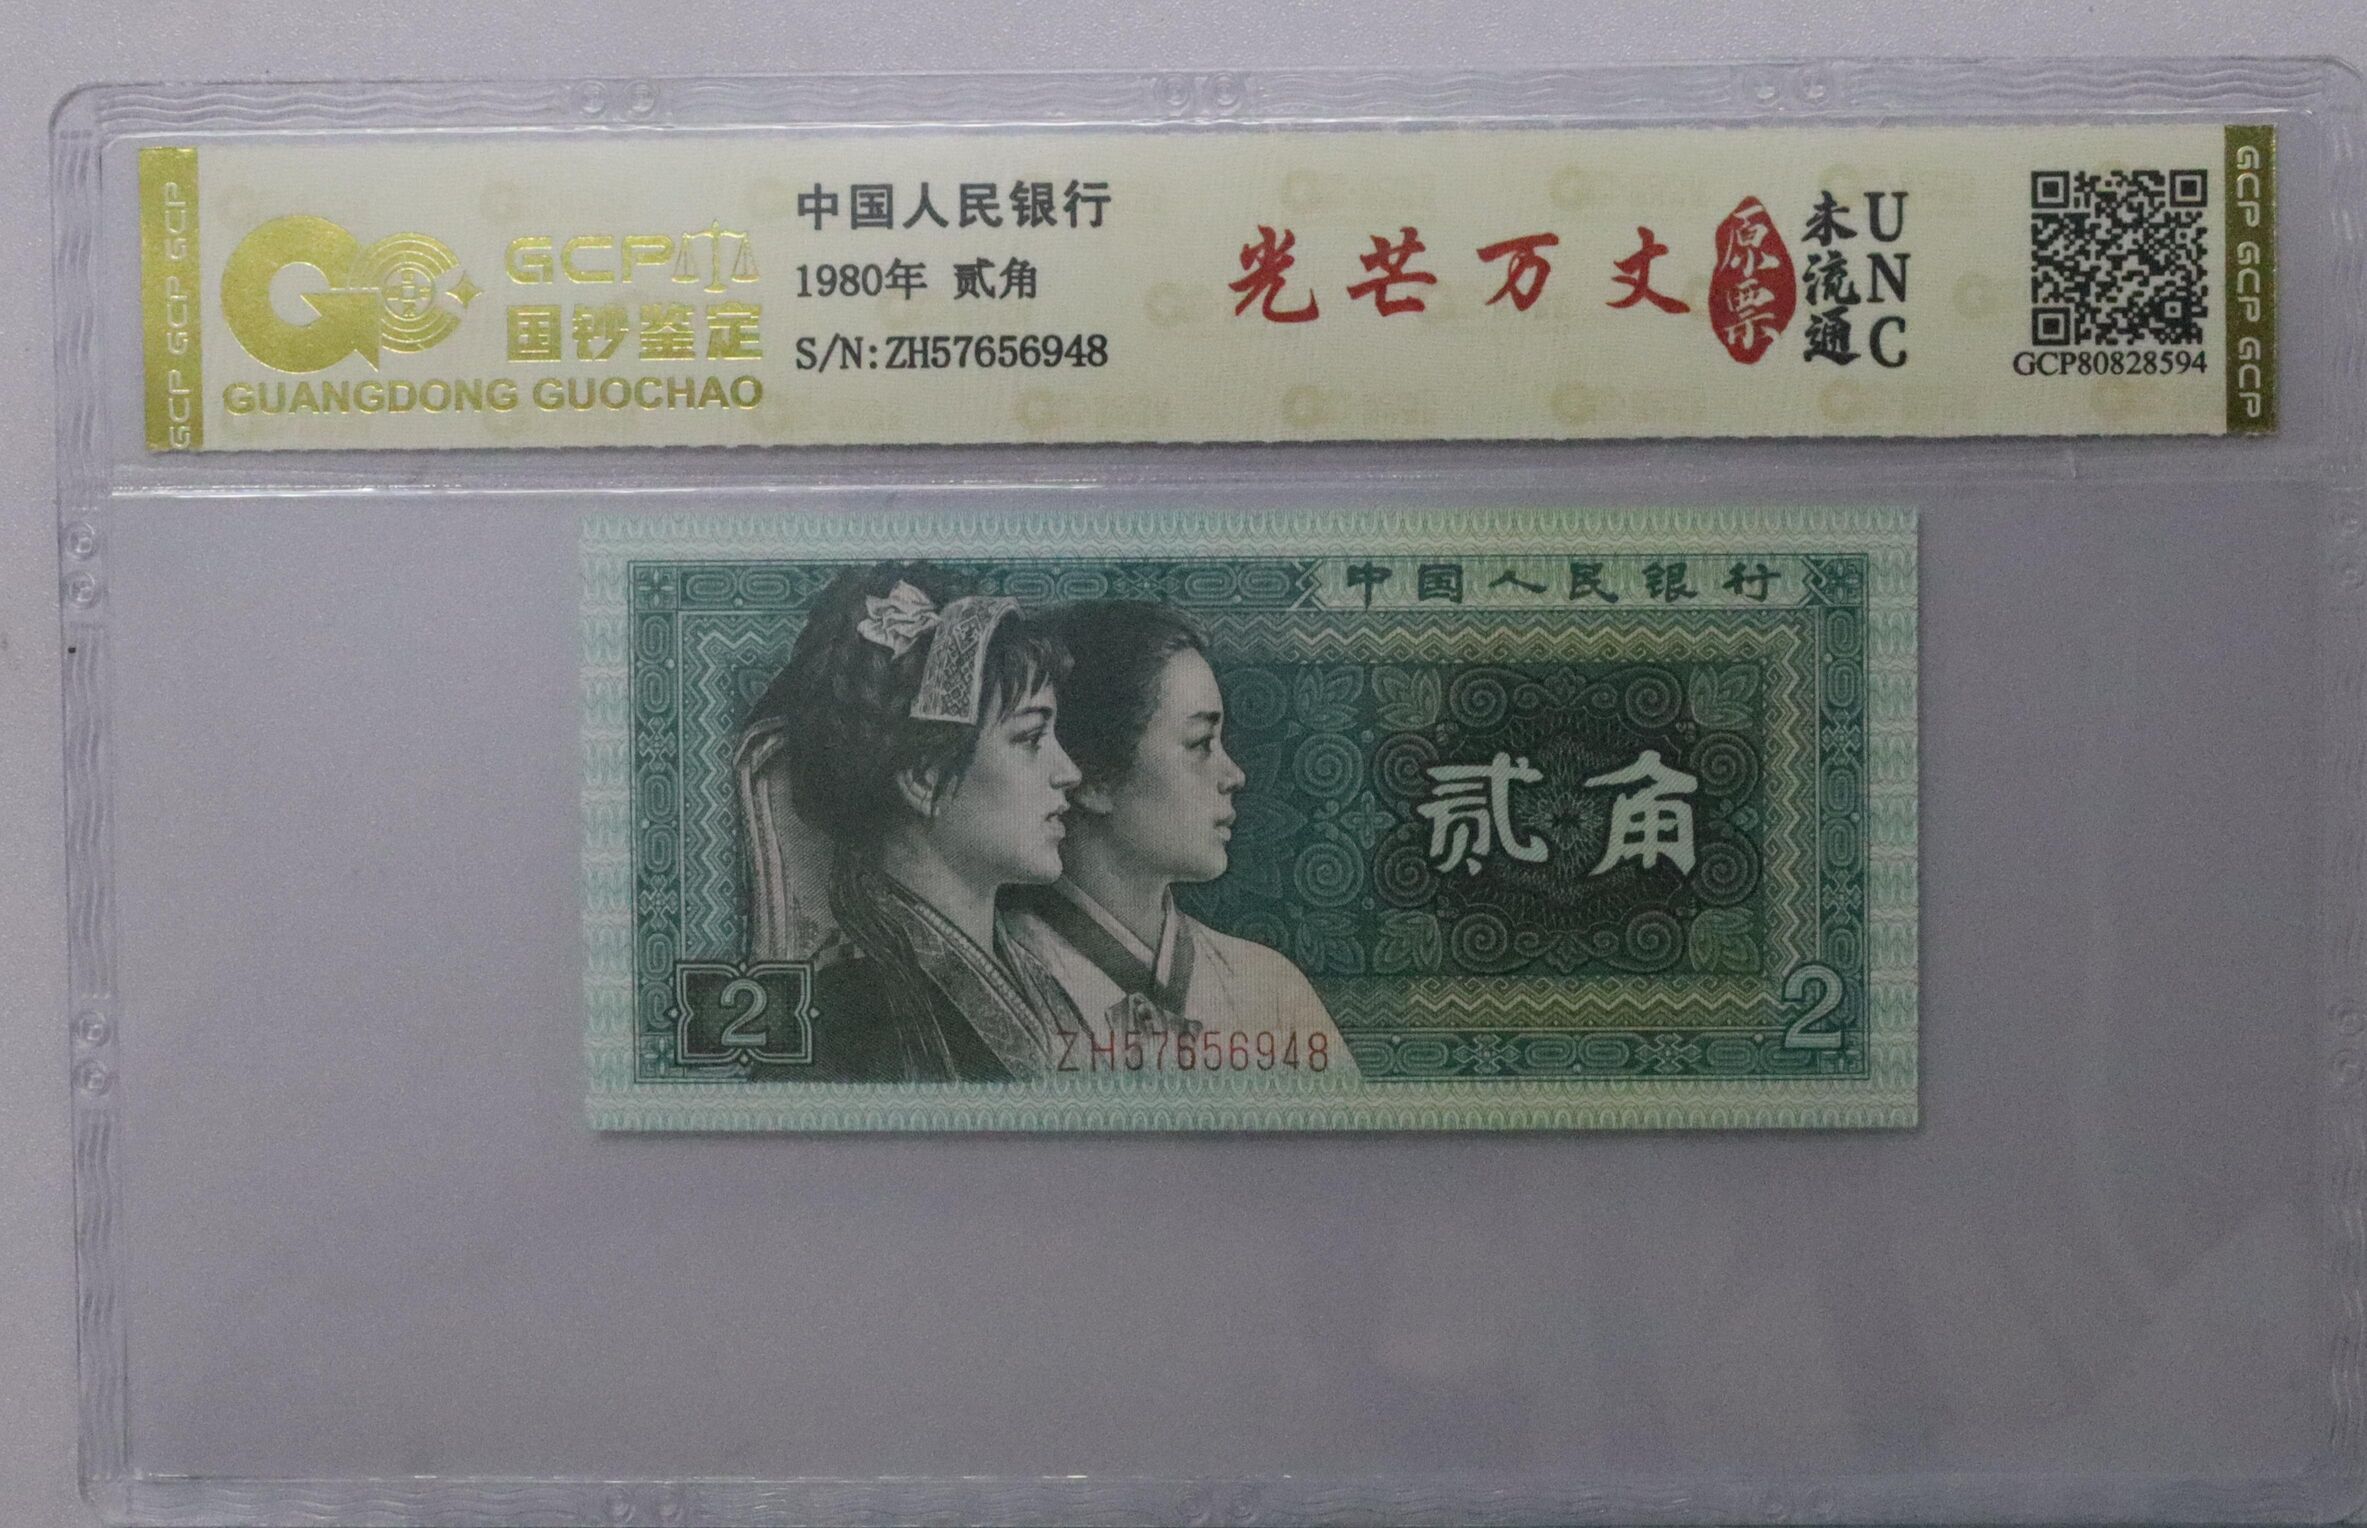 GCP GCP GCP
GCP
国钞鉴定
GUANGDONG GUOCHAO
中国人民银行
1980年 贰角
S/N:ZH57656948
光芒万丈
原票
未流通
UNC
GCP80828594
GCP GCP GCP
中国人民银行
贰角
2
2
ZH57656948